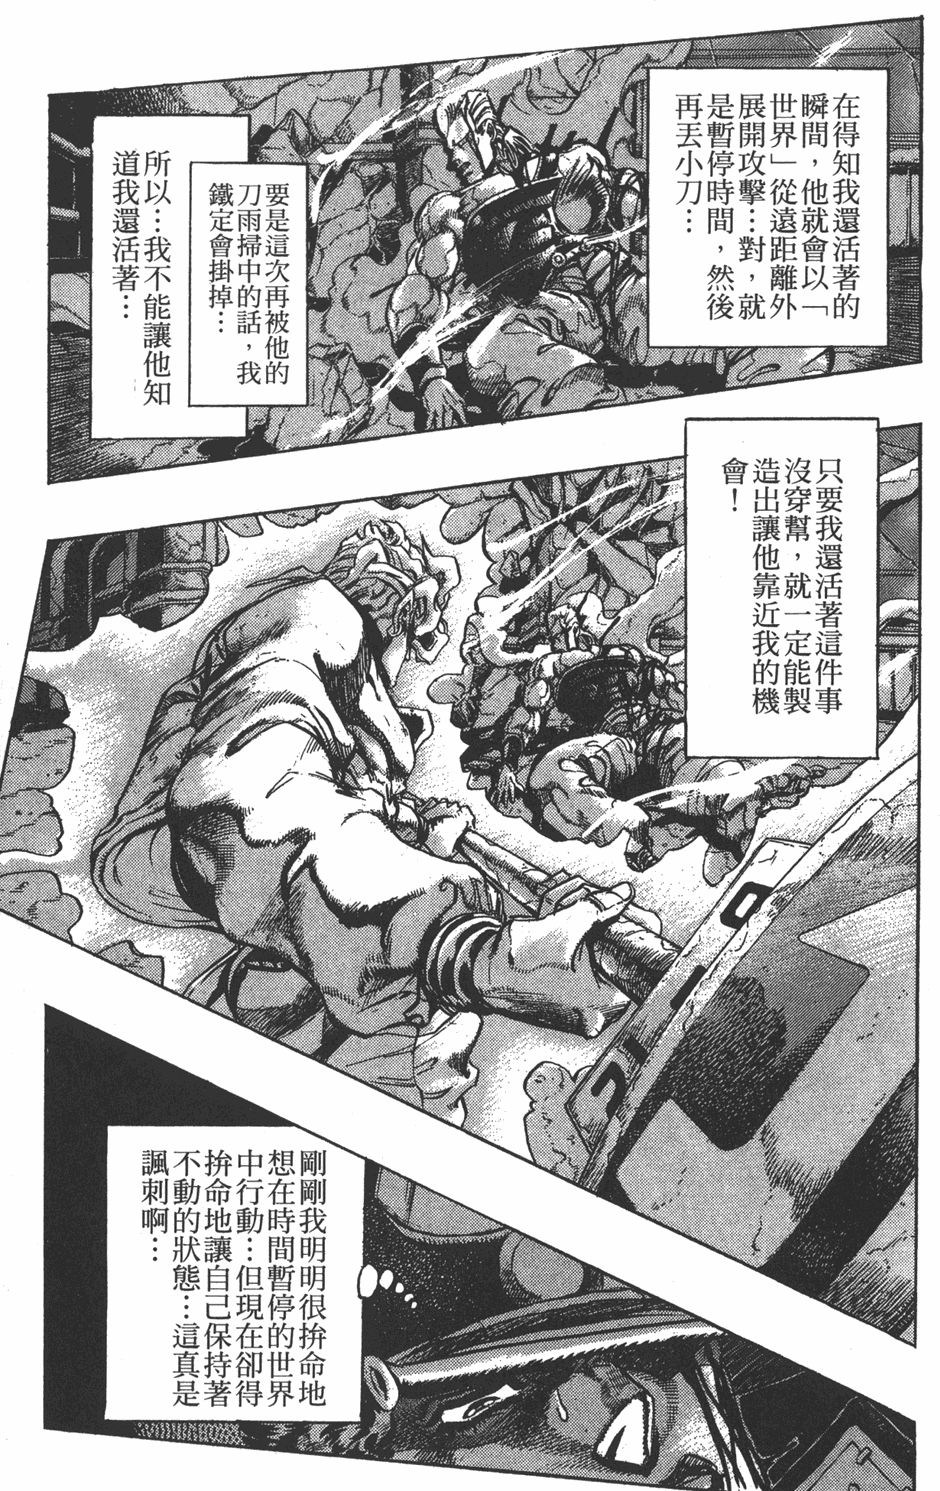 在得知我還活著的
瞬間，他就會以「
世界」從遠距離外
展開攻擊…對，就
是暫停時間，然後
再丟小刀…
要是這次再被他的
刀雨掃中的話，我
鐵定會掛掉…
所以…我不能讓他知
道我還活著…
只要我還活著這件事
沒穿幫，就一定能製
造出讓他靠近我的機
會！
剛剛我明明很拚命地
想在時間暫停的世界
中行動…但現在卻得
拚命地讓自己保持著
不動的狀態…這真是
諷刺啊…